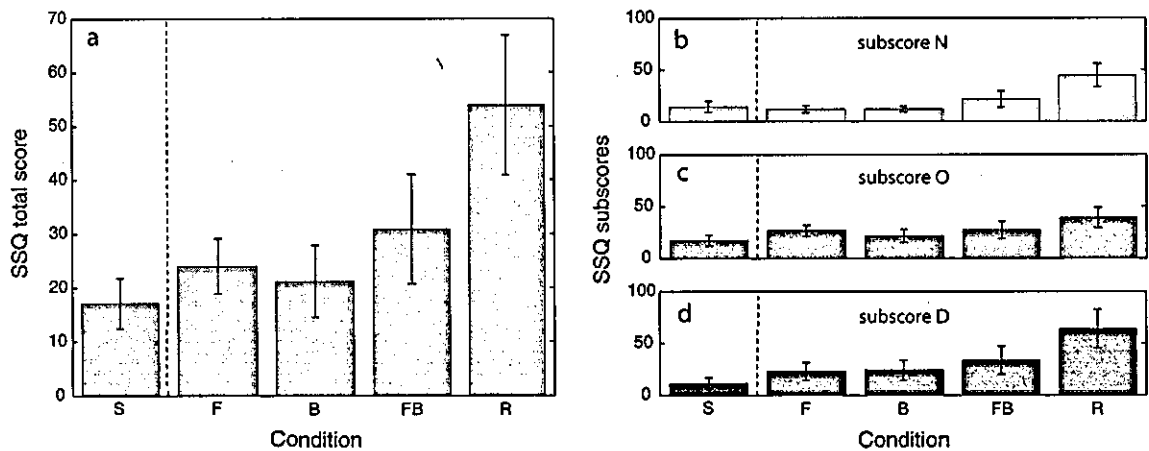 a
SSQ total score
70
60
50
40
30
20
10
0
S F B FB R
Condition
SSQ subscores
b
subscore N
100
50
0
c
subscore O
100
50
0
d
subscore D
100
50
0
S F B FB R
Condition